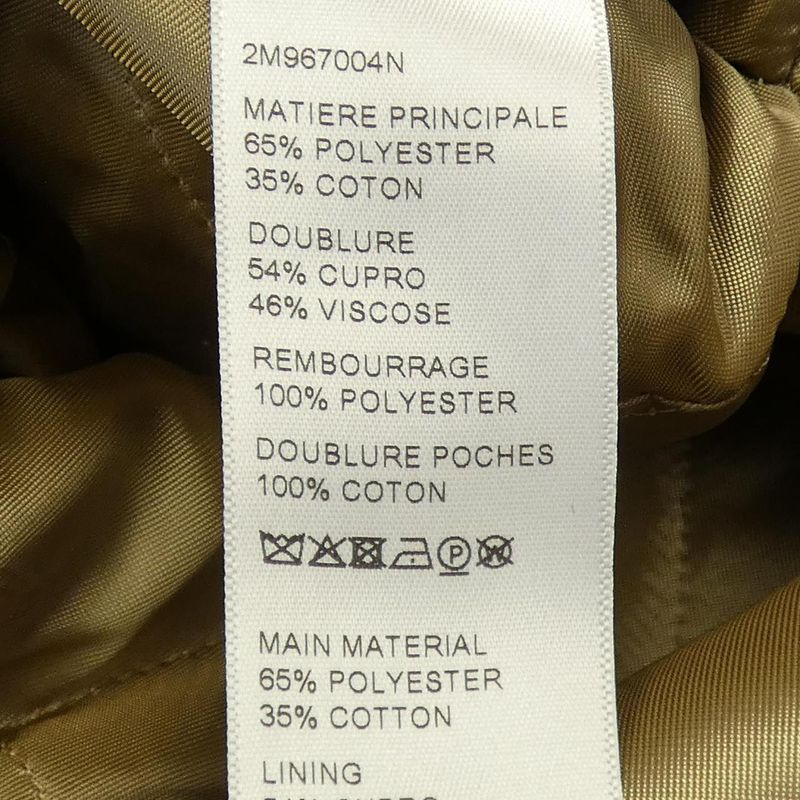 2M967004N
MATIERE PRINCIPALE
65% POLYESTER
35% COTON
DOUBLURE
54% CUPRO
46% VISCOSE
REMBOURRAGE
100% POLYESTER
DOUBLURE POCHES
100% COTON
P W
MAIN MATERIAL
65% POLYESTER
35% COTTON
LINING